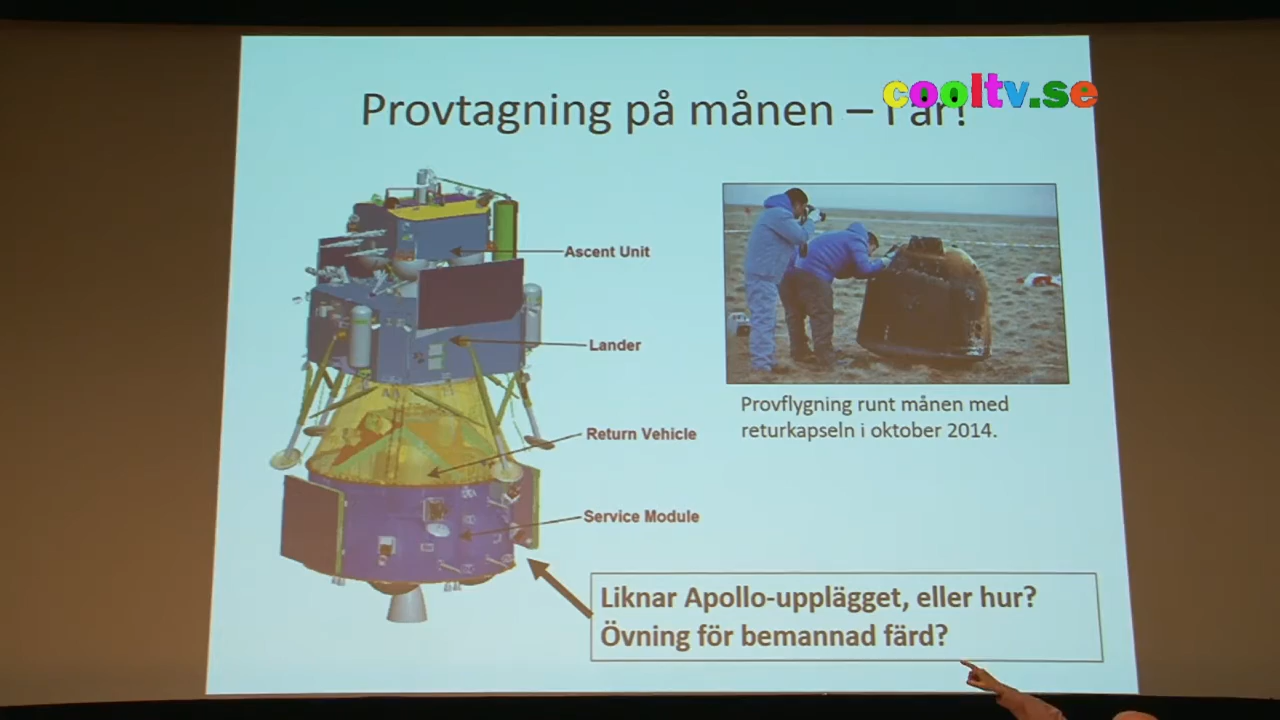 Provtagning på månen – i år!
cooltv.se
Ascent Unit
Lander
Return Vehicle
Service Module
Provflygning runt månen med
returkapseln i oktober 2014.
Liknar Apollo-upplägget, eller hur?
Övning för bemannad färd?